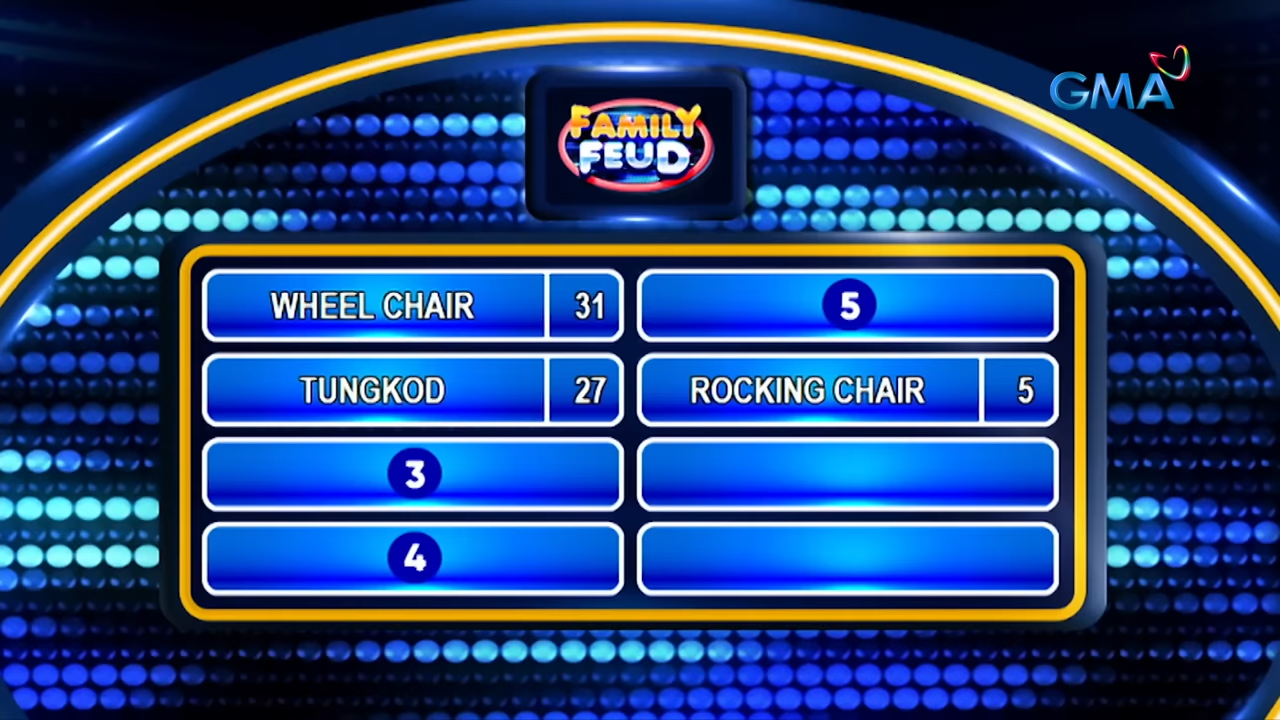 GMA
FAMILY
FEUD
WHEEL CHAIR 31
TUNGKOD 27
3
4
5
ROCKING CHAIR 5